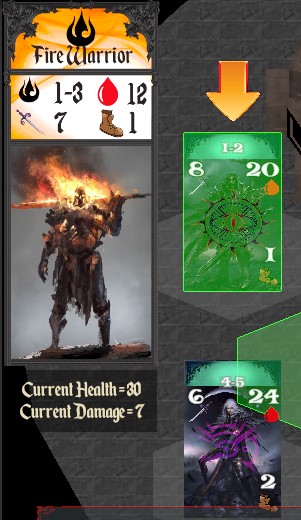 Fire Warrior
1-3 12
7 1
1-2
8 20
1
4-5
6 24
2
Current Health=30
Current Damage=7